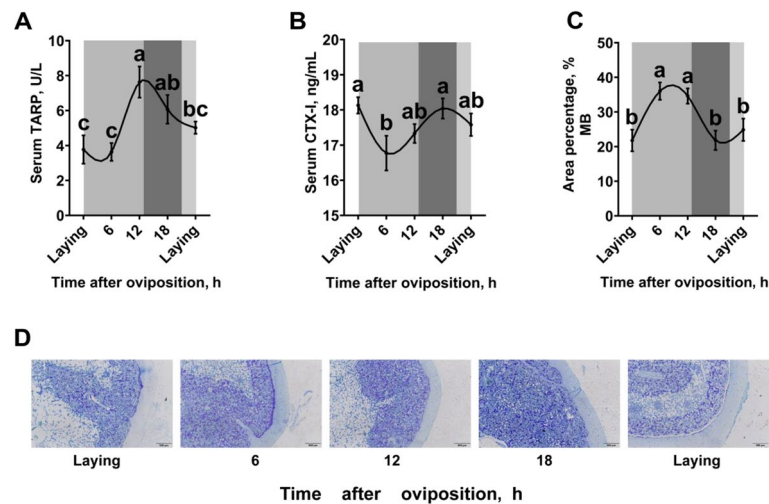 A
Serum TARP, U/L
10
8
6
4
2
0
c
c
a
ab
bc
Laying
6
12
18
Laying
Time after oviposition, h
B
Serum CTX-I, ng/mL
20
19
18
17
16
15
a
b
ab
a
ab
Laying
6
12
18
Laying
Time after oviposition, h
C
Area percentage, %
MB
50
40
30
20
10
0
b
a
a
b
b
Laying
6
12
18
Laying
Time after oviposition, h
D
Laying
6
12
18
Laying
Time after oviposition, h